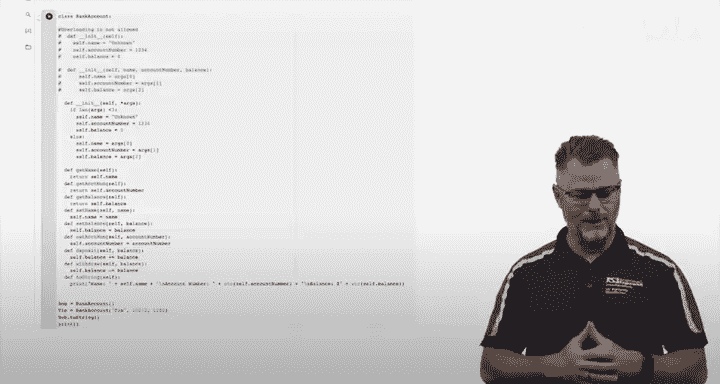 class BankAccount:
#Overloading is not allowed
# def __init__(self):
# self.name = "Unknown"
# self.accountNumber = 1234
# self.balance = 0
# def __init__(self, name, accountNumber, balance):
# self.name = args[0]
# self.accountNumber = args[1]
# self.balance = args[2]
def __init__(self, *args):
if len(args)
self.name = "Unknown"
self.accountNumber = 1234
self.balance = 0
else:
self.name = args[0]
self.accountNumber = args[1]
self.balance = args[2]
def getName(self):
return self.name
def getAcctNum(self):
return self.accountNumber
def getBalance(self):
return self.balance
def setName(self, name):
self.name = name
def setBalance(self, balance):
self.balance = balance
def setAcctNum(self, accountNumber):
self.accountNumber = accountNumber
def deposit(self, balance):
self.balance += balance
def withdraw(self, balance):
self.balance -= balance
def toString(self):
print("Name: " + self.name + "\nAccount Number: " + str(self.accountNumber) + "\nBalance: $" + str(self.balance))
Bob = BankAccount()
= BankAccount(
Bob.toString()